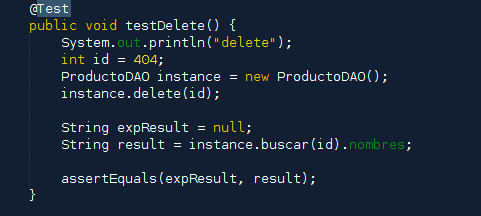 @Test
public void testDelete() {
System.out.println("delete");
int id = 404;
ProductoDAO instance = new ProductoDAO();
instance.delete(id);
String expResult = null;
String result = instance.buscar(id).nombres;
assertEquals(expResult, result);
}